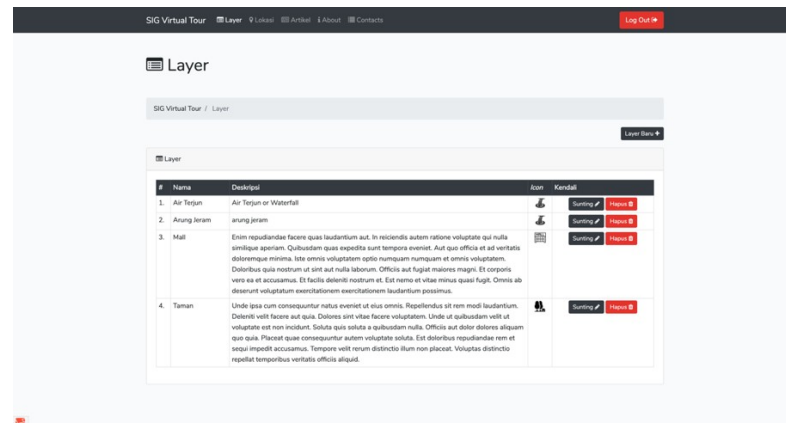 SIG Virtual Tour Layer Lokasi Artikel About Contacts Log Out
Layer
SIG Virtual Tour / Layer
Layer Baru
Layer
# Nama Deskripsi Icon Kendali
1. Air Terjun Air Terjun or Waterfall Sunting Hapus
2. Arung Jeram arung jeram Sunting Hapus
3. Mall Enim repudiandae facere quas laudantium aut. In reiciendis autem ratione voluptate qui nulla Sunting Hapus
similique aperiam. Quibusdam quas expedita sunt tempora eveniet. Aut quo officia et ad veritatis
doloremque minima. Iste omnis voluptatem optio numquam numquam et omnis voluptatem.
Doloribus quia nostrum ut sint aut nulla laborum. Officiis aut fugiat maiores magni. Et corporis
vero ea et accusamus. Et facilis deleniti nostrum et. Est nemo et vitae minus quasi fugit. Omnis ab
deserunt voluptatum exercitationem exercitationem laudantium possimus.
4. Taman Unde ipsa cum consequuntur natus eveniet ut eius omnis. Repellendus sit rem modi laudantium. Sunting Hapus
Deleniti velit facere aut quia. Dolores sint vitae facere voluptatem. Unde ut quibusdam velit ut
voluptate est non incidunt. Soluta quis soluta a quibusdam nulla. Officiis aut dolor dolores aliquam
quo quia. Placeat quae consequuntur autem voluptate soluta. Est doloribus repudiandae rem et
sequi impedit accusamus. Tempore velit rerum distinctio illum non placeat. Voluptas distinctio
repellat temporibus veritatis officiis aliquid.